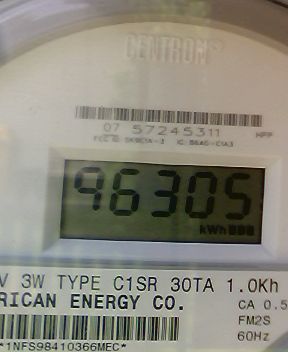 CENTRON®
07 57245311
96305
kWh
V 3W TYPE C1SR 30TA 1.0Kh
RICAN ENERGY CO.
CA 0.5
FM2S
60Hz
*1NFS98410366MEC*